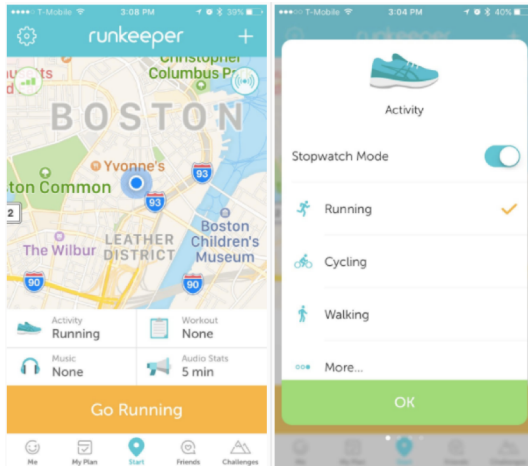 T-Mobile 3:08 PM 39%
runkeeper
Christopher
Columbus P
BOSTON
Yvonne's
93
ton Common
93
2
Boston
Children's
Museum
LEATHER
DISTRICT
The Wilbur
90
90
Activity
Running
Workout
None
Music
None
Audio Stats
5 min
Go Running
Me
My Plan
Start
Friends
Challenges
T-Mobile 3:04 PM 40%
Activity
Stopwatch Mode
Running
Cycling
Walking
More...
OK